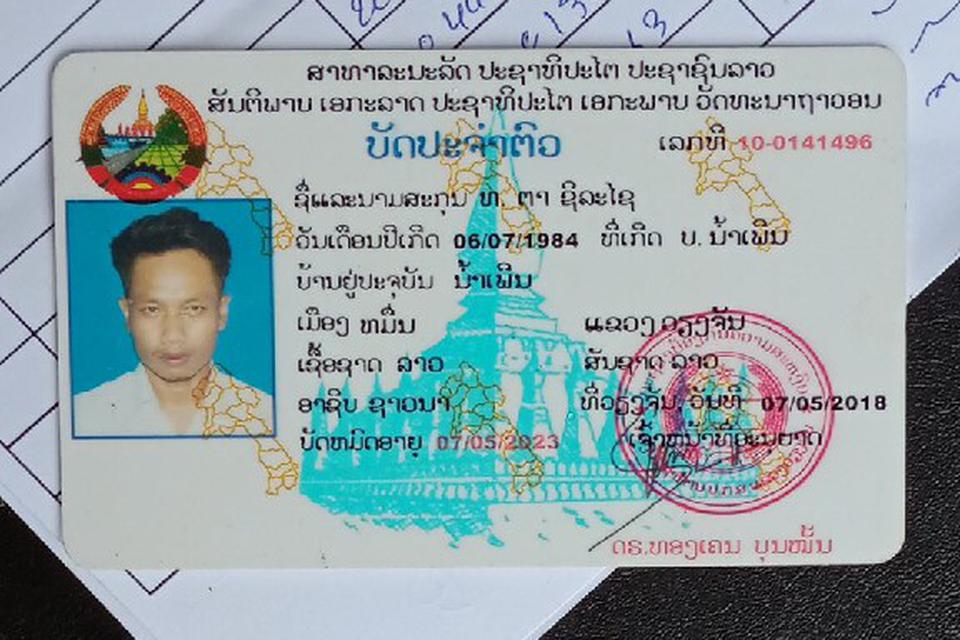 ສາທາລະນະລັດ ປະຊາທິປະໄຕ ປະຊາຊົນລາວ
ສັນຕິພາບ ເອກະລາດ ປະຊາທິປະໄຕ ເອກະພາບ ວັດທະນາຖາວອນ
ບັດປະຈຳຕົວ
ເລກທີ 10-0141496
ຊື່ແລະນາມສະກຸນ ທ. ຕາ ຊິລະໄຊ
ວັນເດືອນປີເກີດ 06/07/1984 ທີ່ເກີດ ບ. ນ້ຳເພີນ
ບ້ານຢູ່ປະຈຸບັນ ນ້ຳເພີນ
ເມືອງ ຫມື່ນ ແຂວງ ວຽງຈັນ
ເຊື້ອຊາດ ລາວ ສັນຊາດ ລາວ
ອາຊີບ ຊາວນາ ທີ່ວຽງຈັນ ວັນທີ 07/05/2018
ບັດຫມົດອາຍຸ 07/05/2023 ເຈົ້າຫນ້າທີ່ອະນຸຍາດ
ດຣ.ທອງເຄນ ບຸນໝັ້ນ